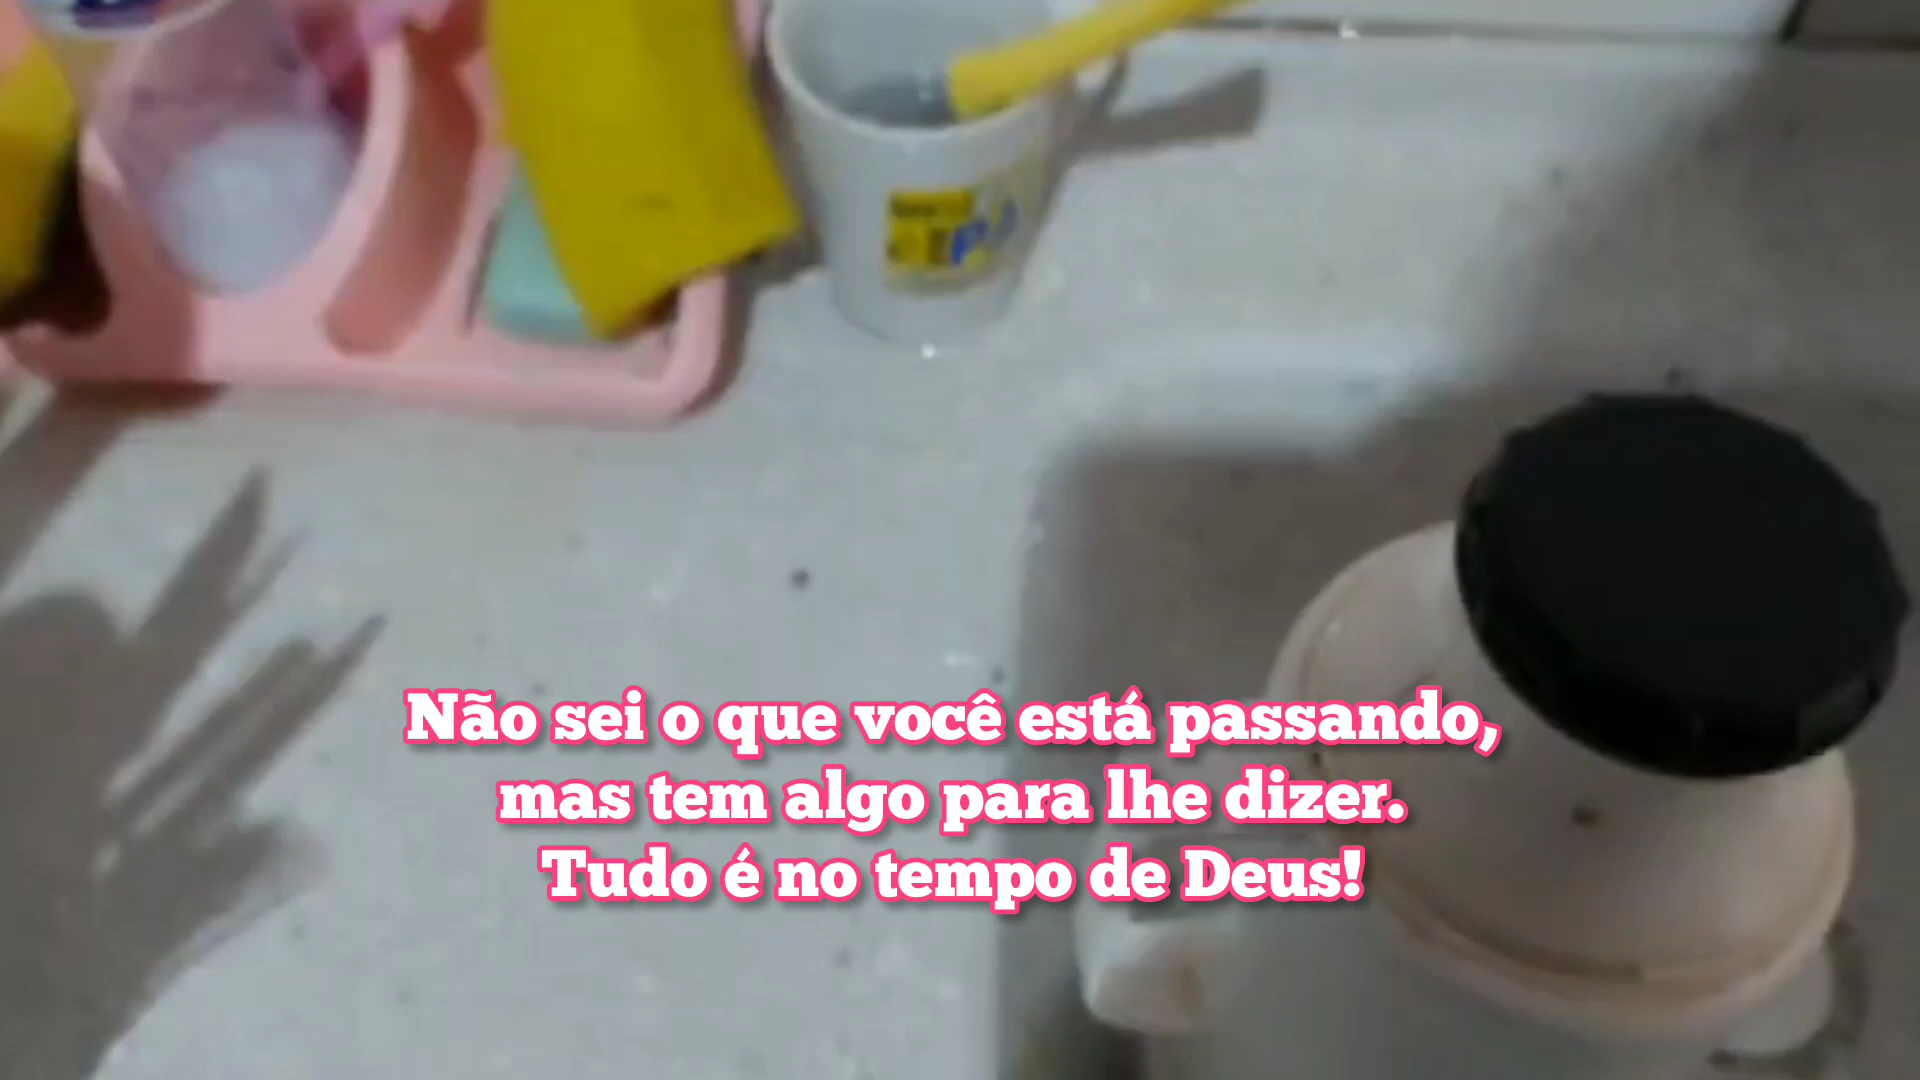 Não sei o que você está passando,
mas tem algo para lhe dizer.
Tudo é no tempo de Deus!